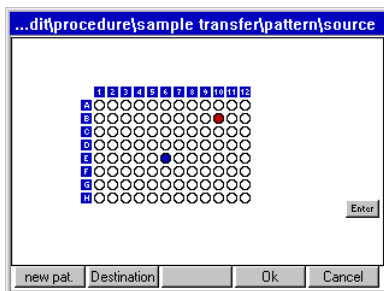 ...dit\procedure\sample transfer\pattern\source
1 2 3 4 5 6 7 8 9 10 11 12
A
B
C
D
E
F
G
H
Enter
new pat. Destination Ok Cancel